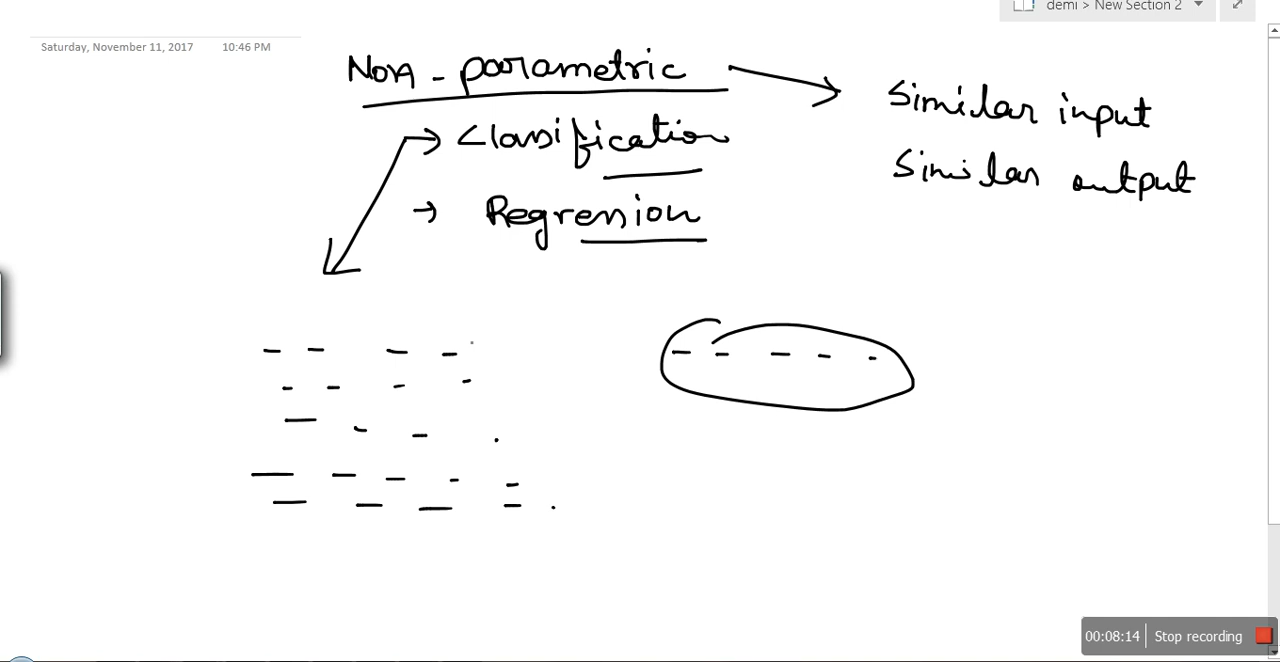 demi > New Section 2
Saturday, November 11, 2017 10:46 PM
Non - parametric
Similar input
→ Classification
Similar output
→ Regression
00:08:14 Stop recording